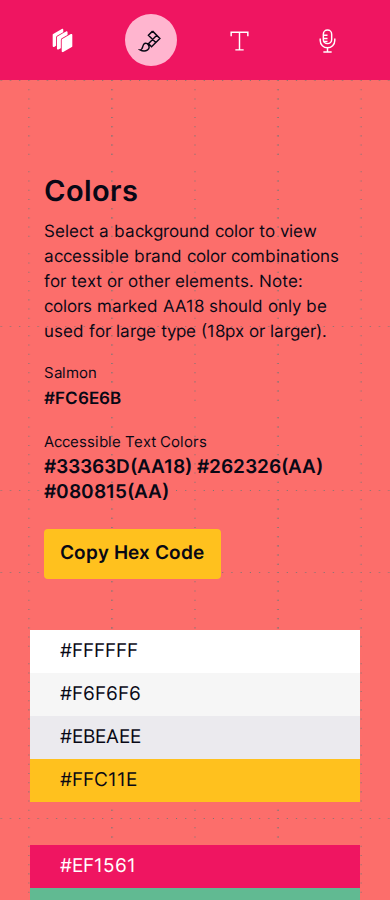 Colors
Select a background color to view
accessible brand color combinations
for text or other elements. Note:
colors marked AA18 should only be
used for large type (18px or larger).
Salmon
#FC6E6B
Accessible Text Colors
#33363D(AA18) #262326(AA)
#080815(AA)
Copy Hex Code
#FFFFFF
#F6F6F6
#EBEAEE
#FFC11E
#EF1561